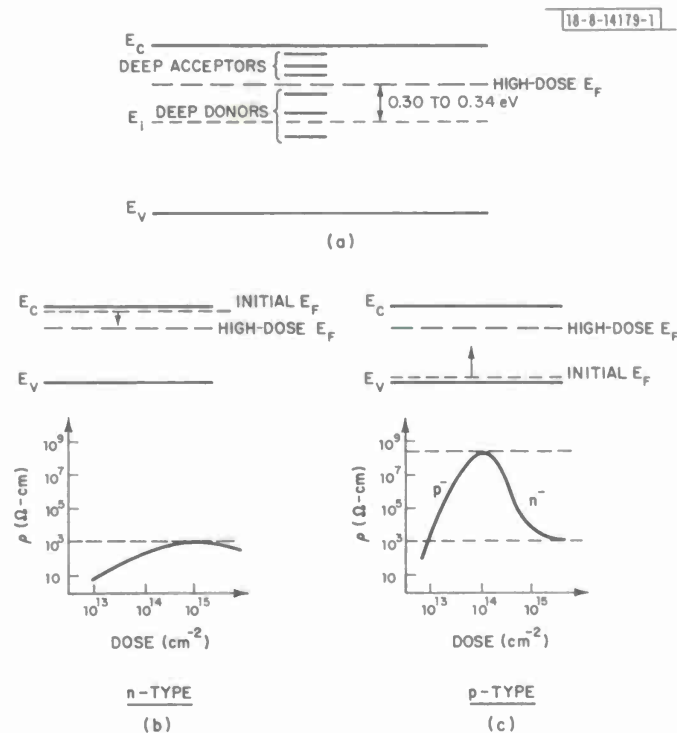 18-8-14179-1
E_C
DEEP ACCEPTORS
HIGH-DOSE E_F
0.30 TO 0.34 eV
DEEP DONORS
E_i
E_V
(a)
E_C
INITIAL E_F
HIGH-DOSE E_F
E_V
10^9
10^7
10^5
10^3
10
ρ (Ω-cm)
10^13
10^14
10^15
DOSE (cm^-2)
n-TYPE
(b)
E_C
HIGH-DOSE E_F
INITIAL E_F
E_V
10^9
10^7
10^5
10^3
10
ρ (Ω-cm)
p^-
n^-
10^13
10^14
10^15
DOSE (cm^-2)
p-TYPE
(c)